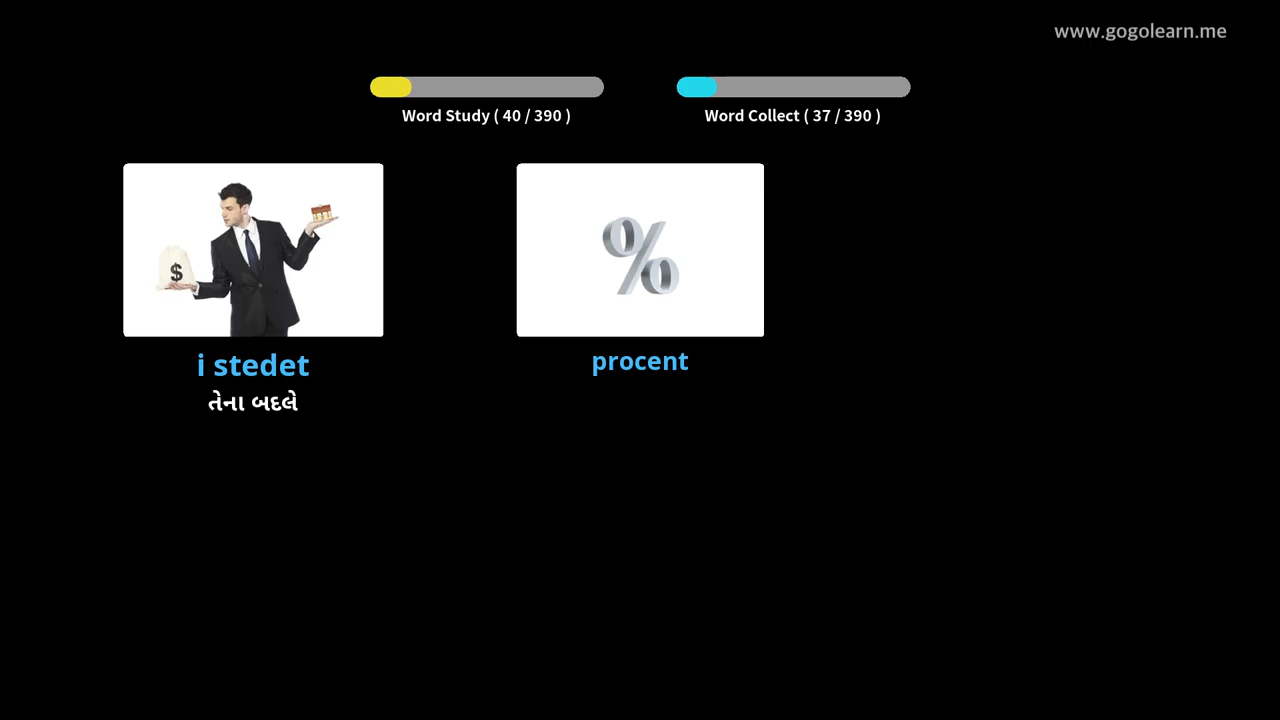 www.gogolearn.me
Word Study ( 40 / 390 )
Word Collect ( 37 / 390 )
$
%
i stedet
તેના બદલે
procent